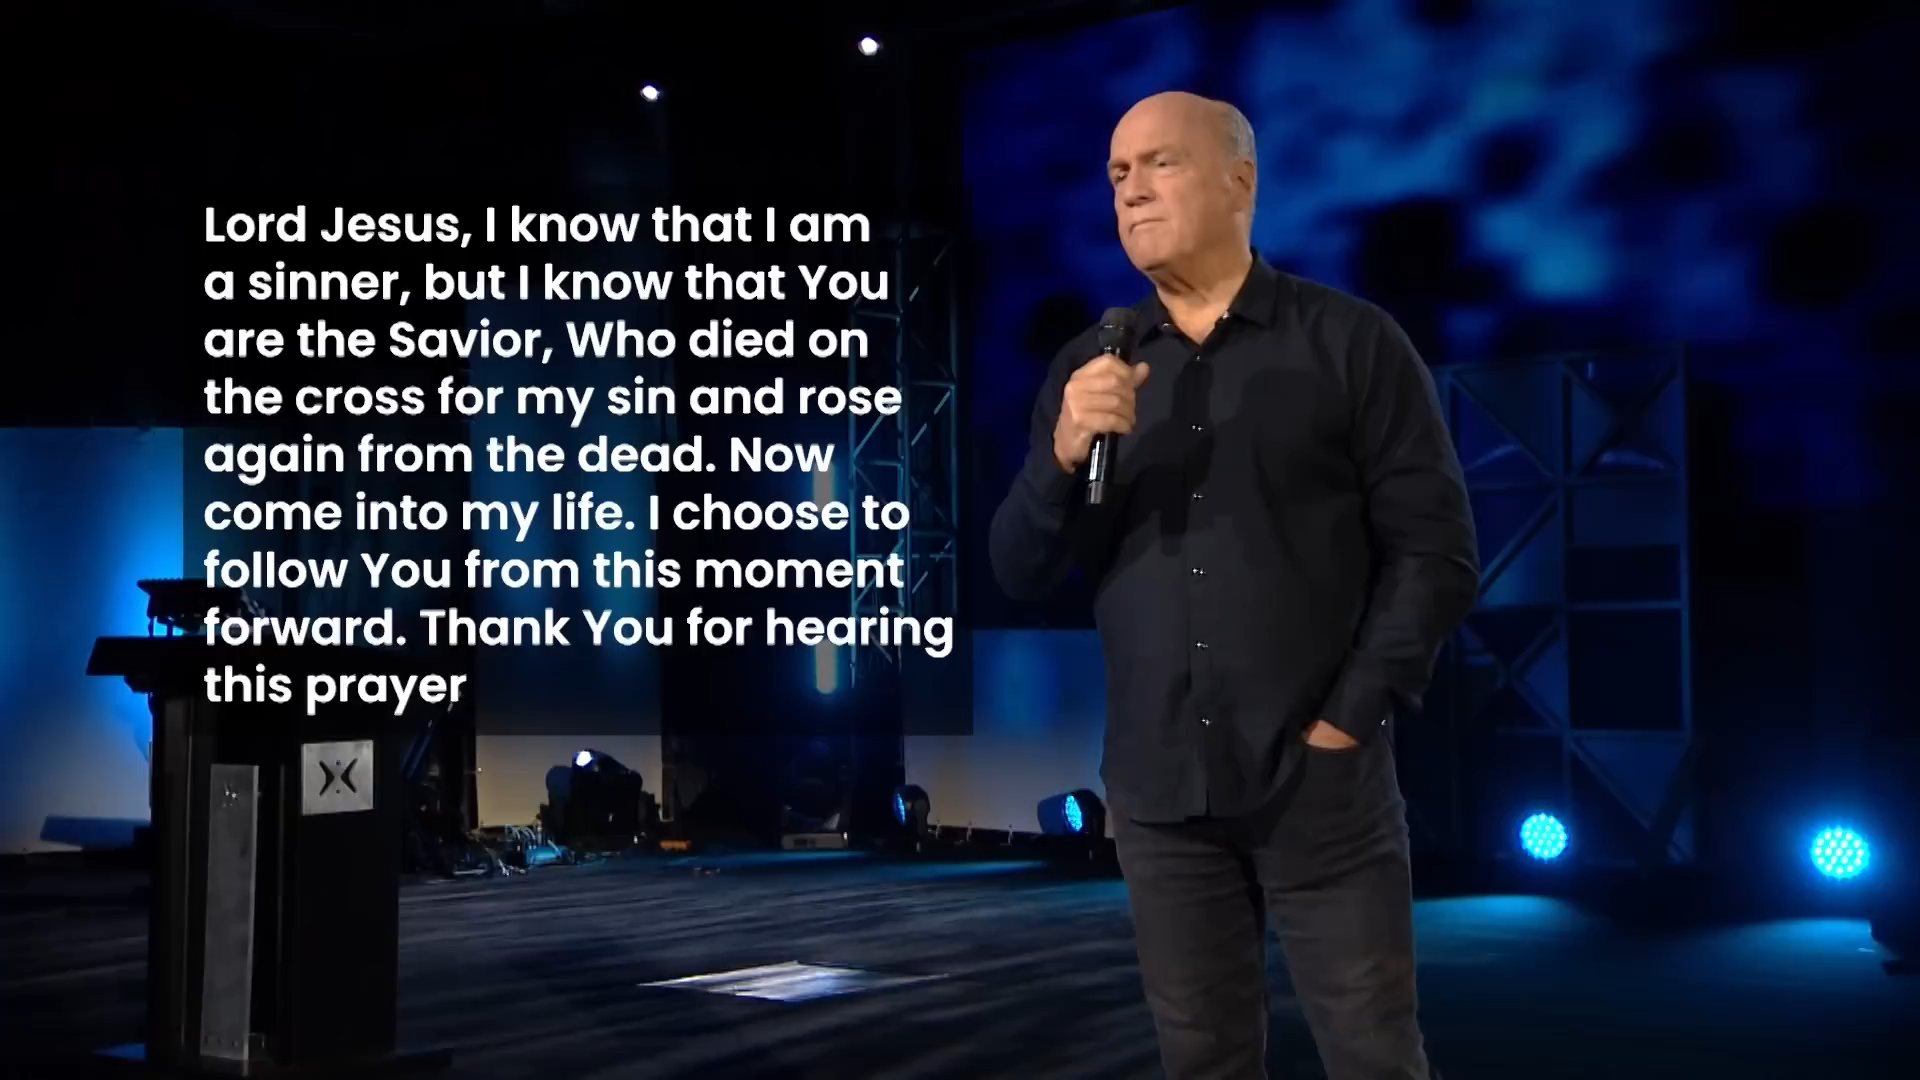 Lord Jesus, I know that I am
a sinner, but I know that You
are the Savior, Who died on
the cross for my sin and rose
again from the dead. Now
come into my life. I choose to
follow You from this moment
forward. Thank You for hearing
this prayer